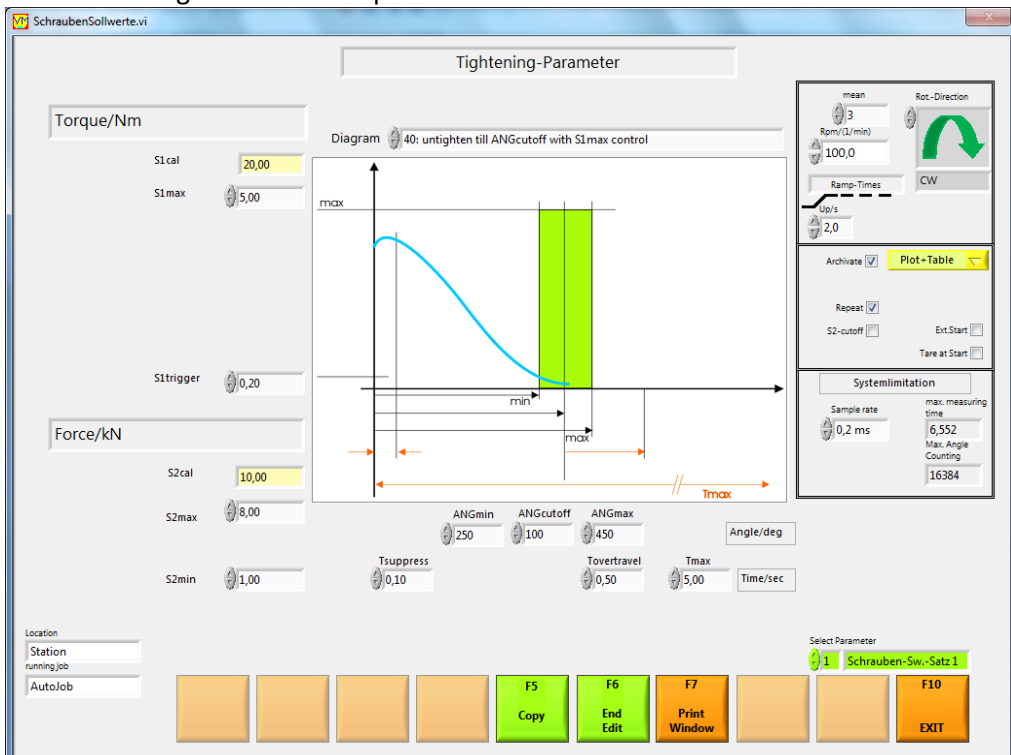 SchraubenSollwerte.vi
Tightening-Parameter
Torque/Nm
S1cal 20,00
S1max 5,00
S1trigger 0,20
Force/kN
S2cal 10,00
S2max 8,00
S2min 1,00
Diagram 40: untighten till ANGcutoff with S1max control
max
min
max
Tmax
ANGmin ANGcutoff ANGmax
250 100 450 Angle/deg
Tsuppress Tovertravel Tmax
0,10 0,50 5,00 Time/sec
mean Rot.-Direction
3
Rpm/(1/min)
100,0
Ramp-Times CW
Up/s
2,0
Archivate Plot+Table
Repeat
S2-cutoff Ext.Start
Tare at Start
Systemlimitation
Sample rate
0,2 ms
max. measuring
time
6,552
Max. Angle
Counting
16384
Location
Station
running job
AutoJob
Select Parameter
1 Schrauben-Sw.-Satz 1
F5
Copy
F6
End
Edit
F7
Print
Window
F10
EXIT